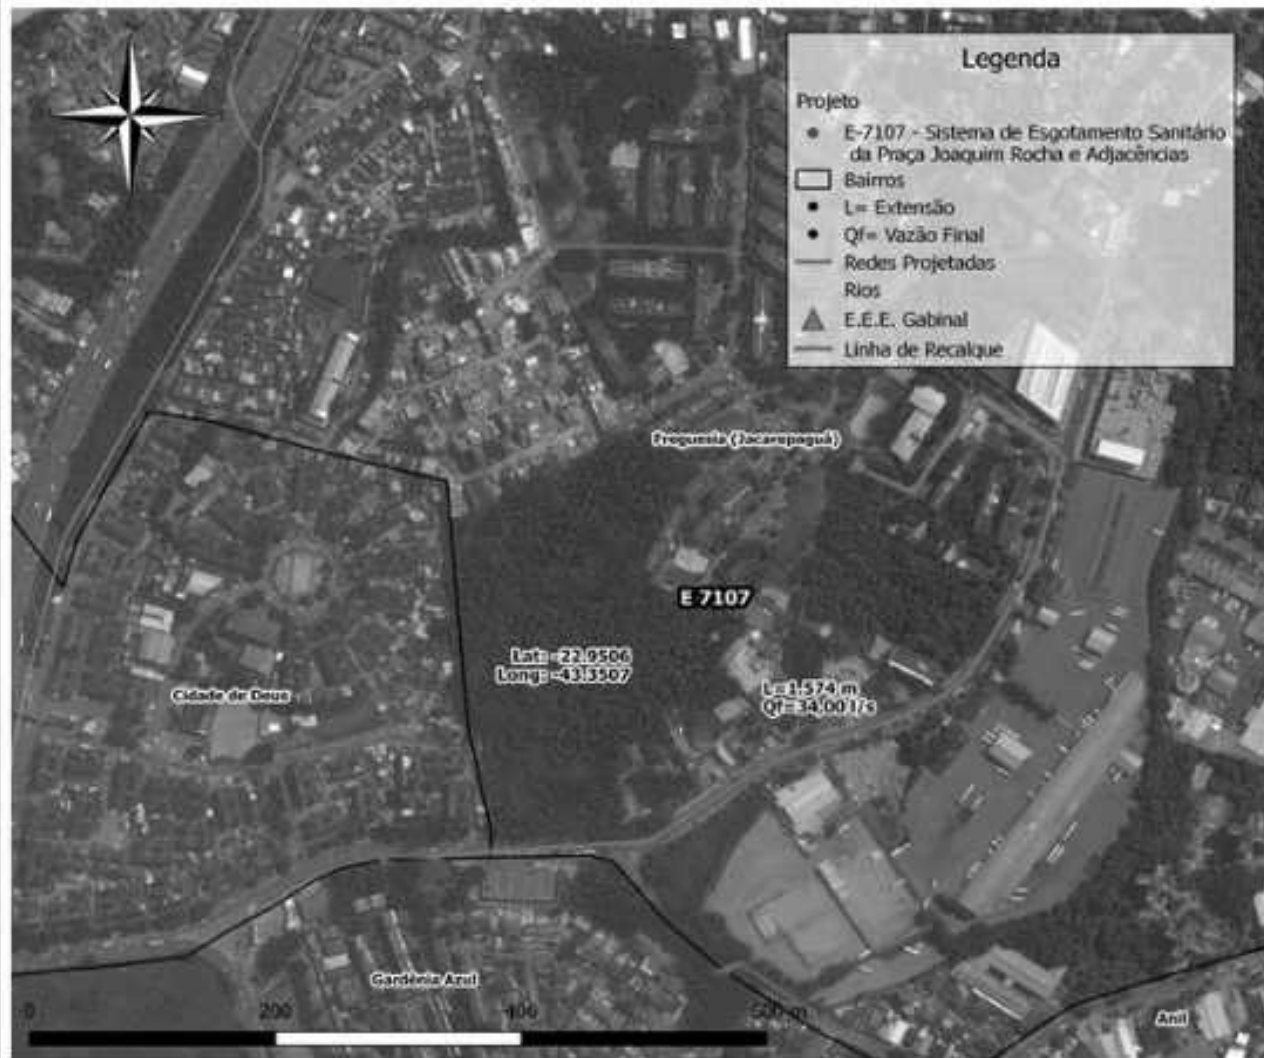 Legenda
Projeto
E-7107 - Sistema de Esgotamento Sanitário
da Praça Joaquim Rocha e Adjacências
Bairros
L= Extensão
Qf= Vazão Final
Redes Projetadas
Rios
E.E.E. Gabinal
Linha de Recalque
Freguesia (Jacarepaguá)
E 7107
Lat: -22.9506
Long: -43.3507
L=1.574 m
Qf=34,00 l/s
Cidade de Deus
Gardênia Azul
Anil
0 200 400 600 m